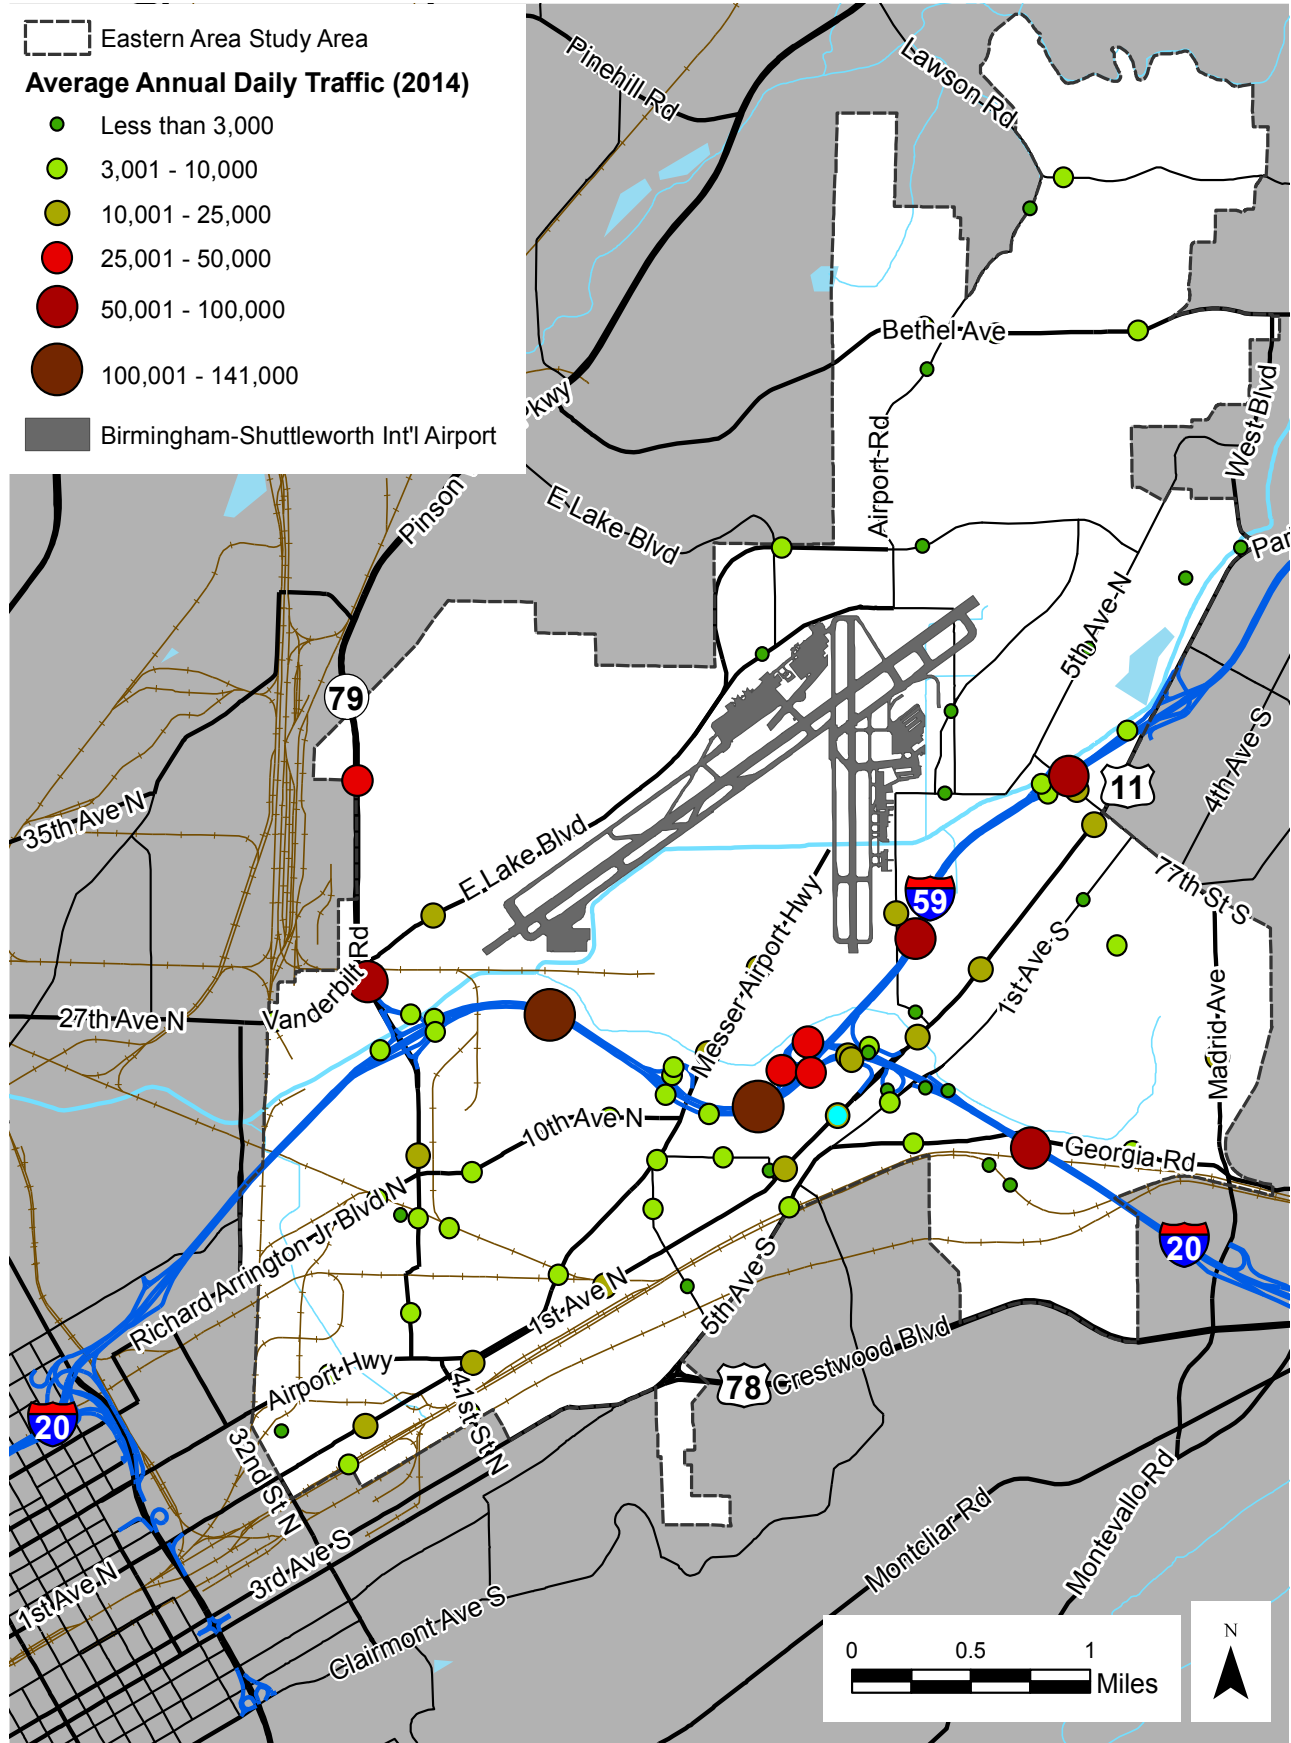 Eastern Area Study Area
Average Annual Daily Traffic (2014)
Less than 3,000
3,001 - 10,000
10,001 - 25,000
25,001 - 50,000
50,001 - 100,000
100,001 - 141,000
Birmingham-Shuttleworth Int'l Airport
Pinehill Rd
Lawson Rd
Bethel Ave
Pkwy
West Blvd
Airport Rd
Pinson
E Lake Blvd
5th Ave N
79
4th Ave S
11
35th Ave N
E Lake Blvd
77th St S
Messer Airport Hwy
59
1st Ave S
Vanderbilt Rd
27th Ave N
Madrid Ave
10th Ave N
Georgia Rd
Richard Arrington Jr Blvd N
20
1st Ave N
5th Ave S
Crestwood Blvd
Airport Hwy
78
41st St N
20
32nd St N
Montclair Rd
Montevallo Rd
3rd Ave S
1st Ave N
Clairmont Ave S
0 0.5 1
Miles
N